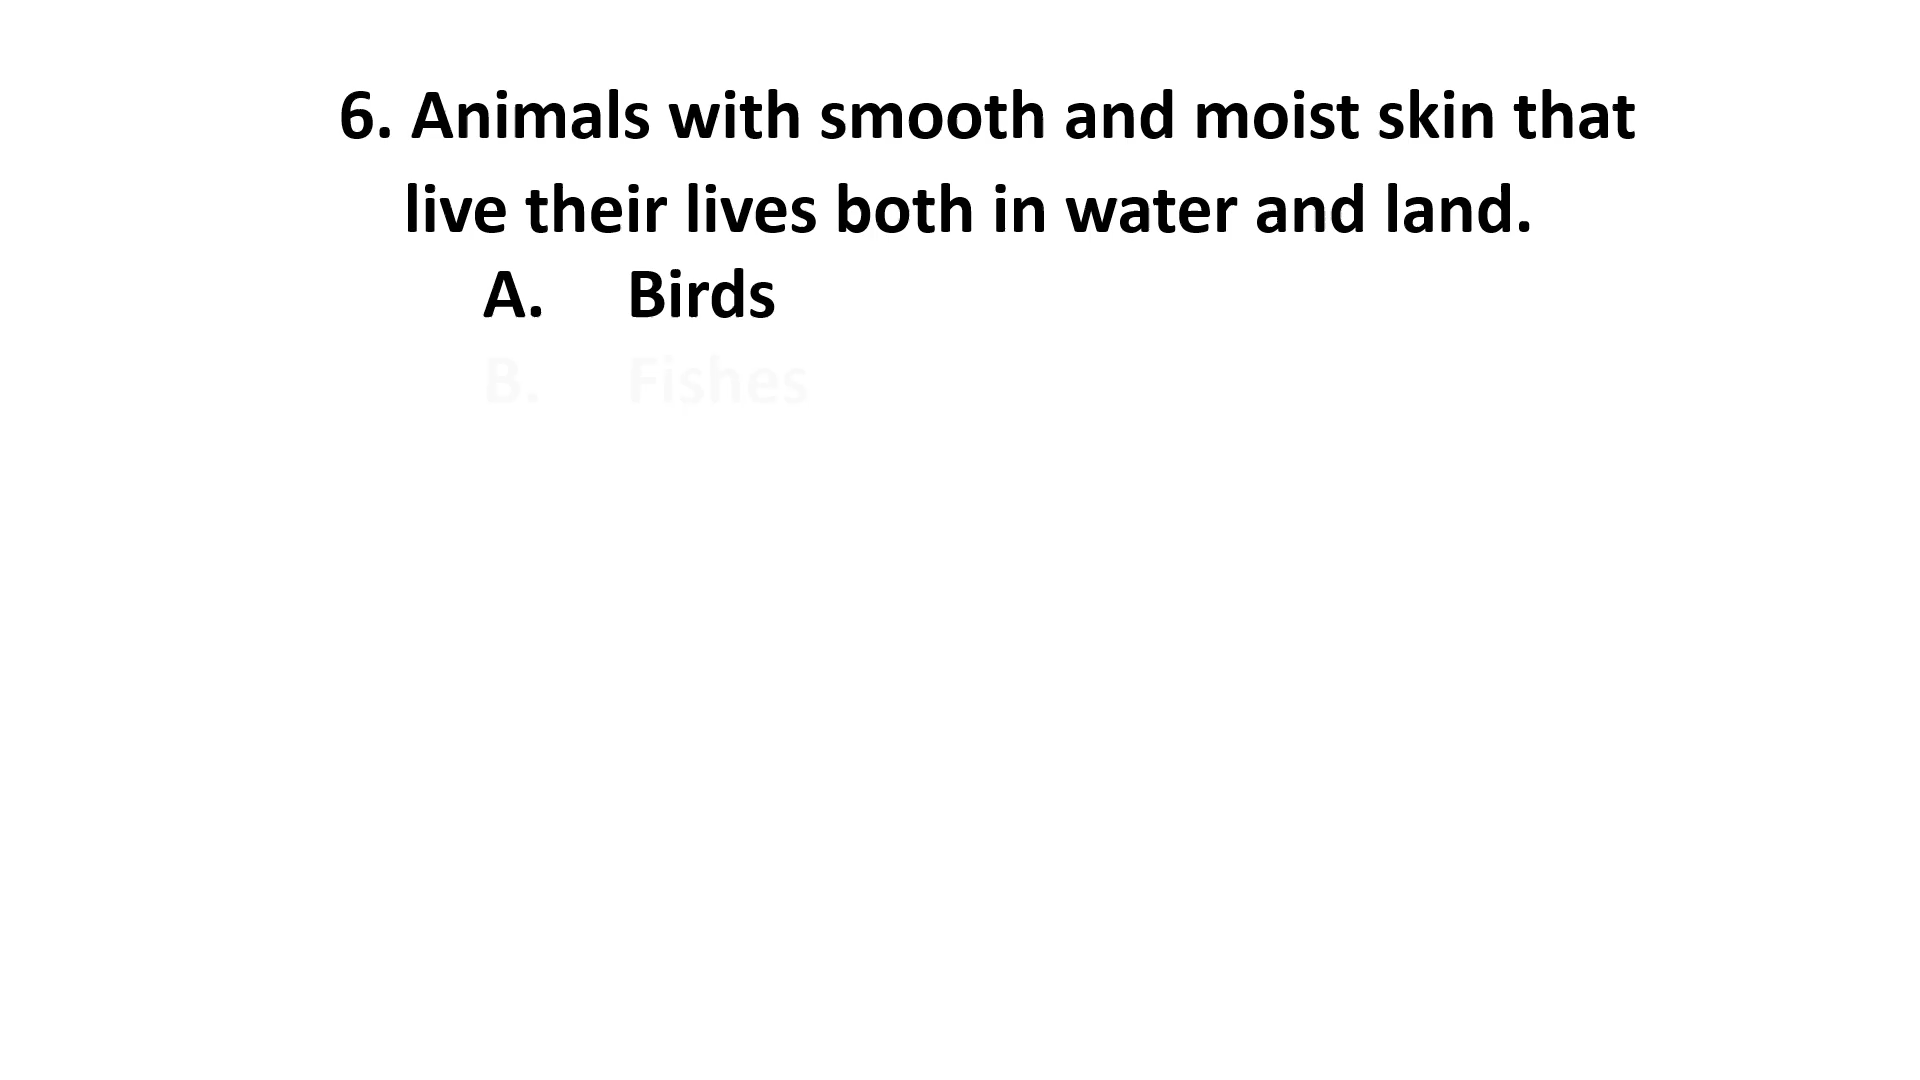 6. Animals with smooth and moist skin that
live their lives both in water and land.
A. Birds
B. Fishes